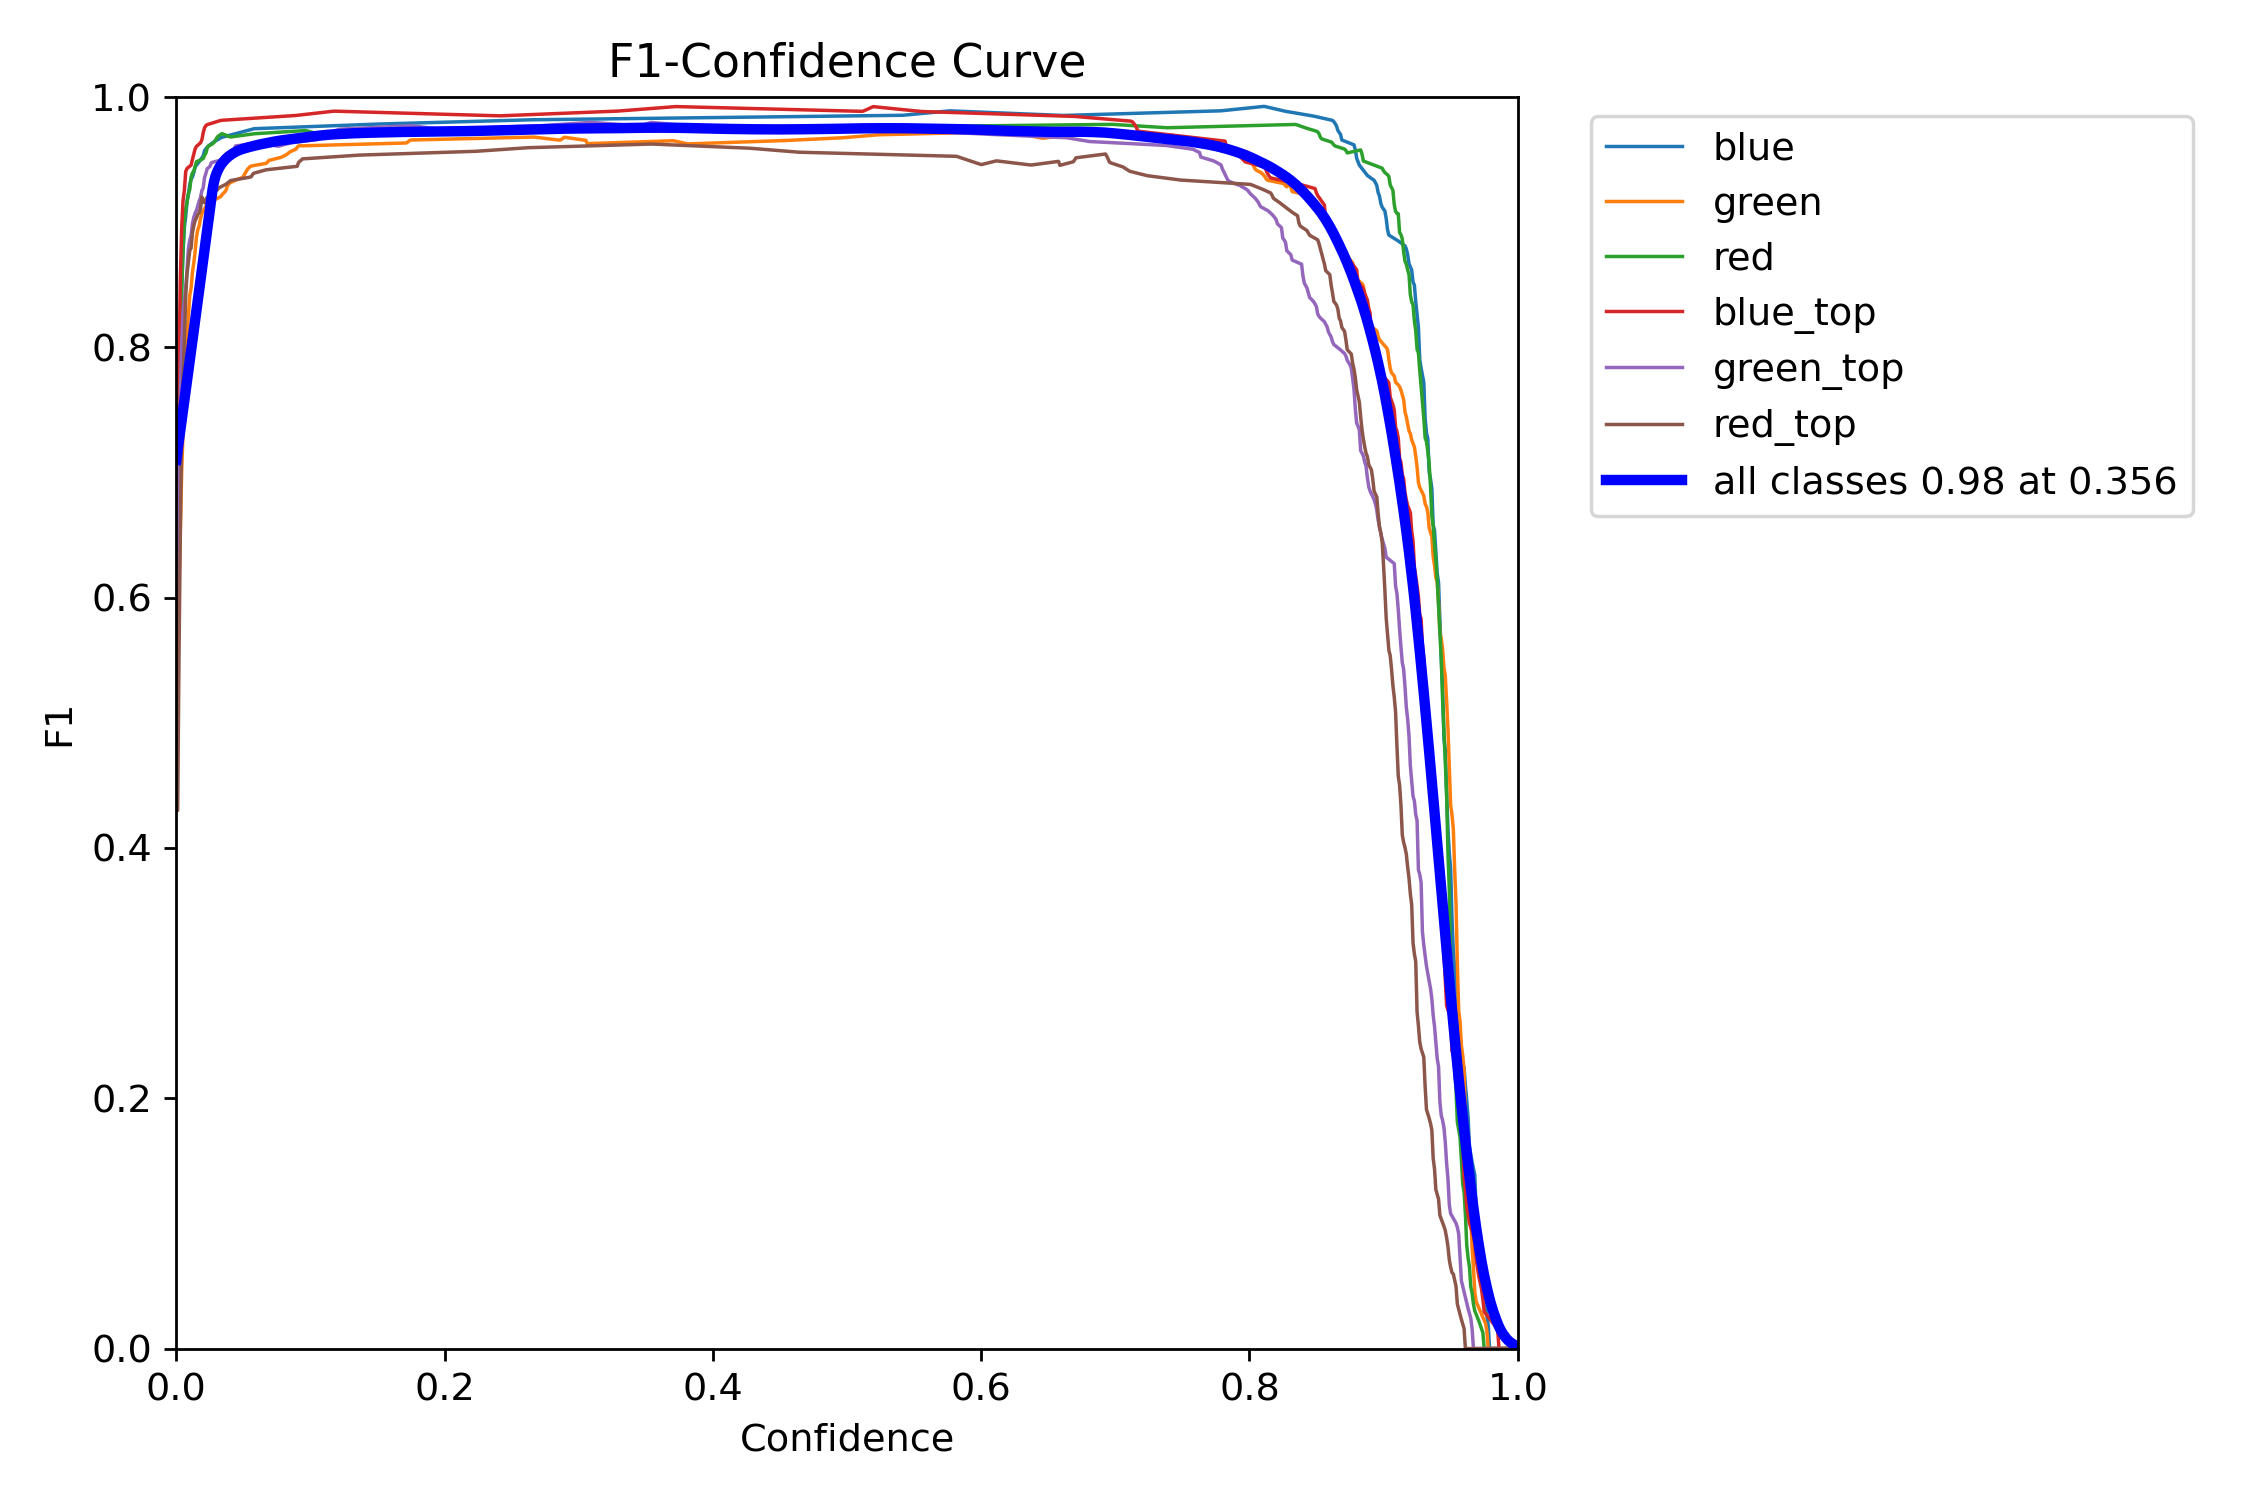 F1-Confidence Curve
1.0
0.8
0.6
0.4
0.2
0.0
F1
0.0 0.2 0.4 0.6 0.8 1.0
Confidence
blue
green
red
blue_top
green_top
red_top
all classes 0.98 at 0.356